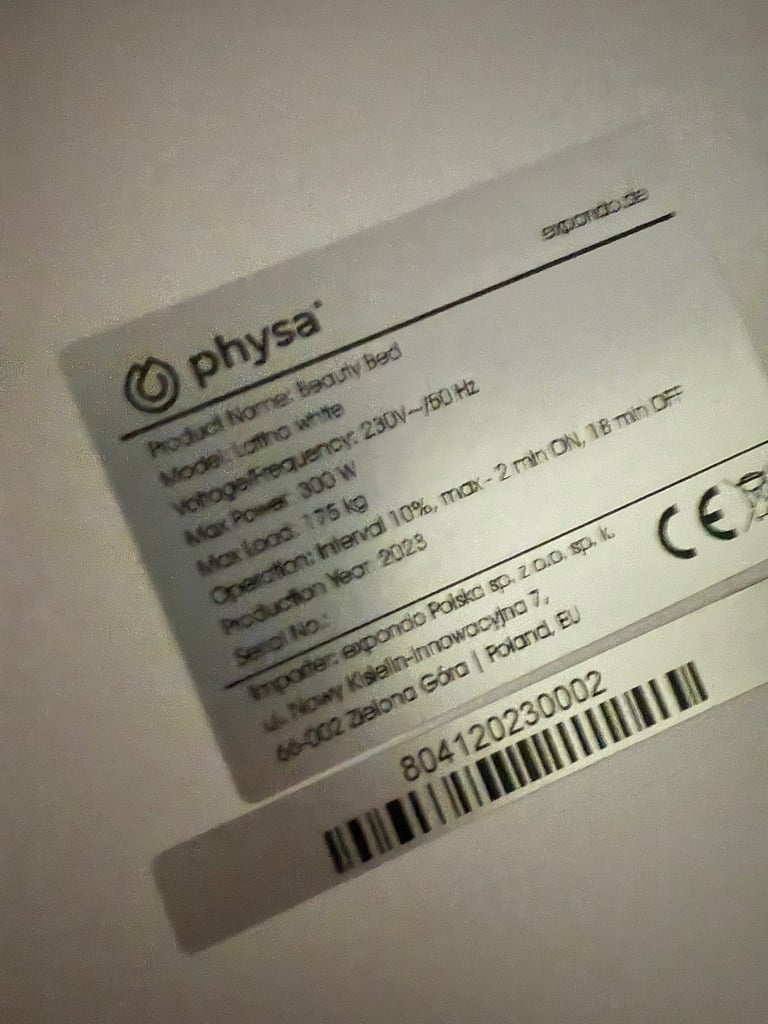 expondo.de
physa®
Product Name: Beauty Bed
Model: Latina white
Voltage/Frequency: 230V~/50 Hz
Max Power: 300 W
Max Load: 175 kg
Operation: Interval 10%, max - 2 min ON, 18 min OFF
Production Year: 2023
Serial No.:
Importer: expondo Polska sp. z o.o. sp. k.
ul. Nowy Kisielin-Innowacyjna 7,
66-002 Zielona Góra | Poland, EU
CE
804120230002